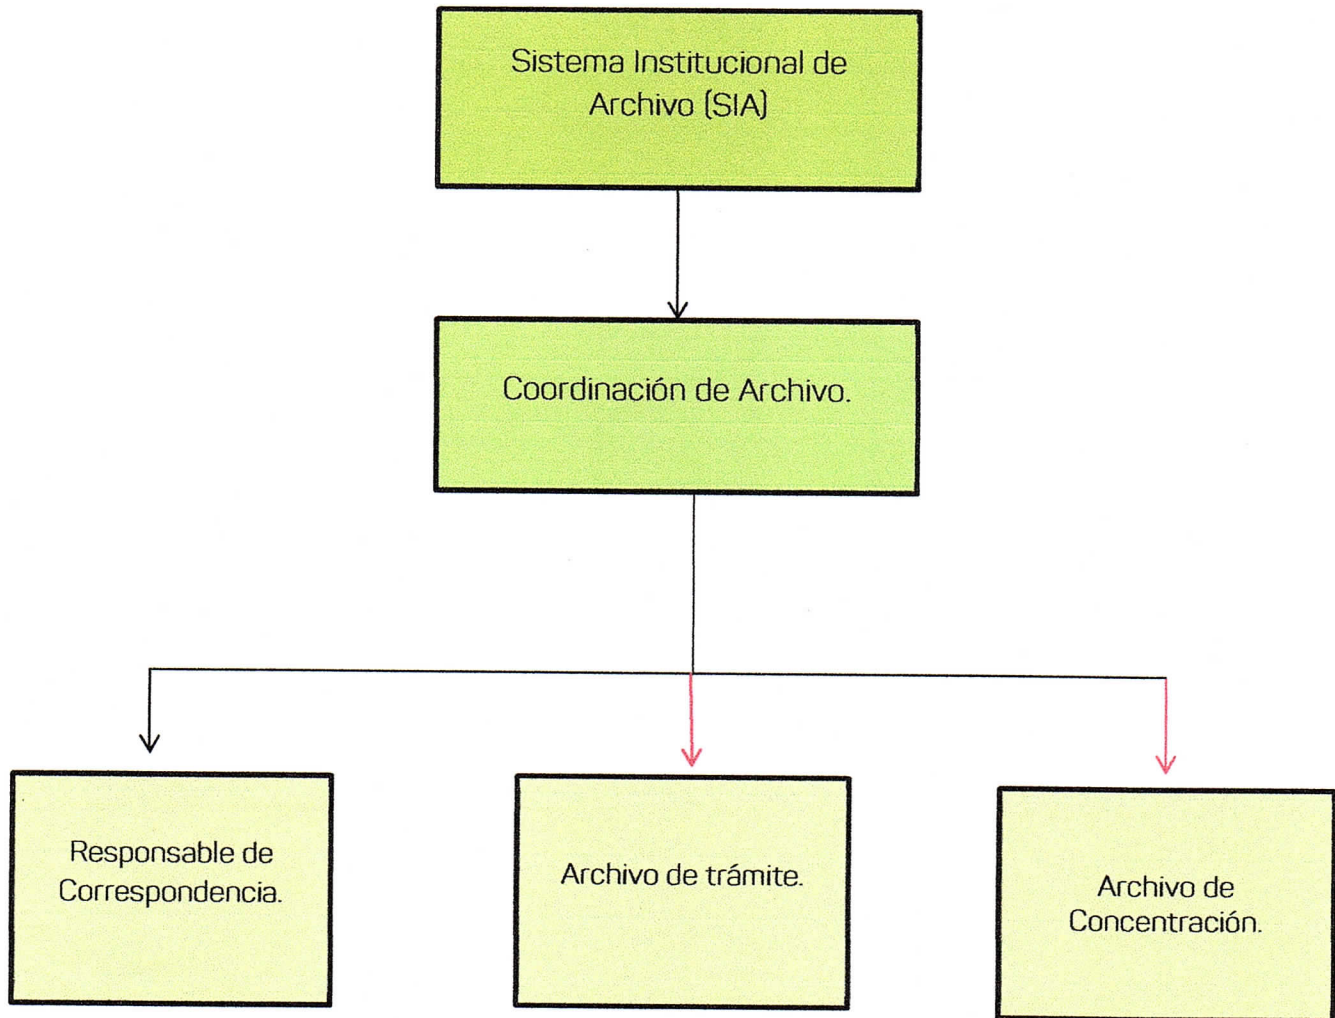 Sistema Institucional de
Archivo (SIA)
Coordinación de Archivo.
Responsable de
Correspondencia.
Archivo de trámite.
Archivo de
Concentración.